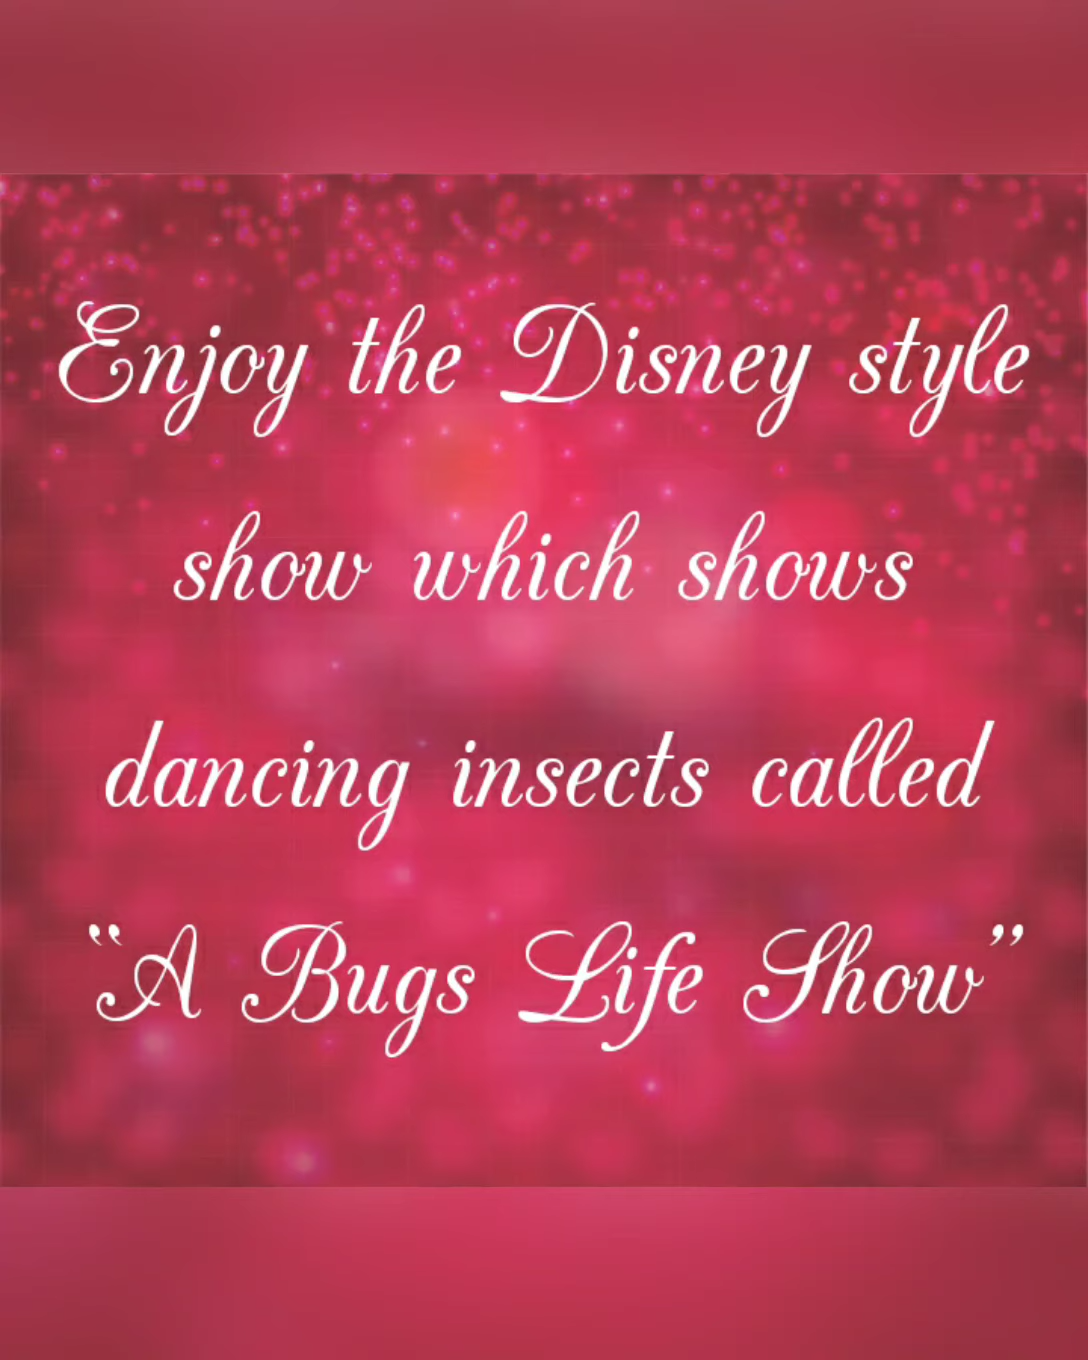 Enjoy the Disney style
show which shows
dancing insects called
“A Bugs Life Show”